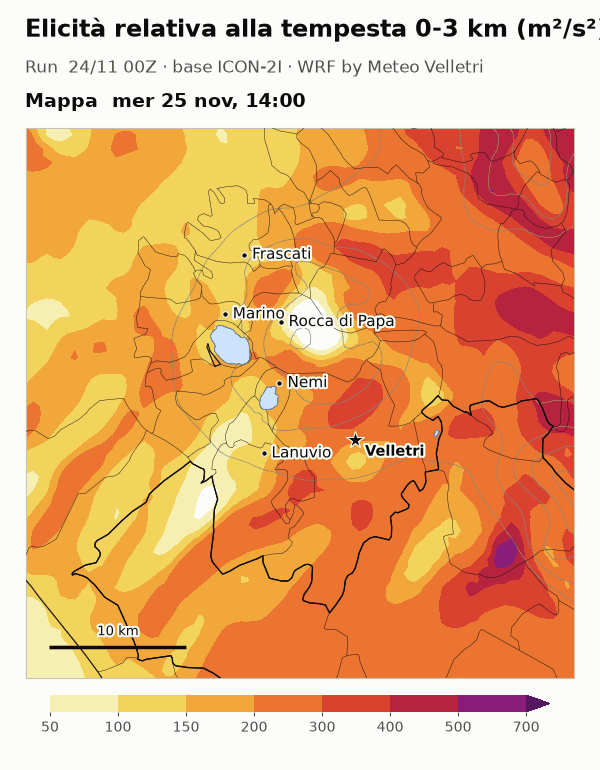 Elicità relativa alla tempesta 0-3 km (m²/s²)
Run 24/11 00Z · base ICON-2I · WRF by Meteo Velletri
Mappa mer 25 nov, 14:00
Frascati
Marino
Rocca di Papa
Nemi
Velletri
Lanuvio
10 km
50 100 150 200 300 400 500 700